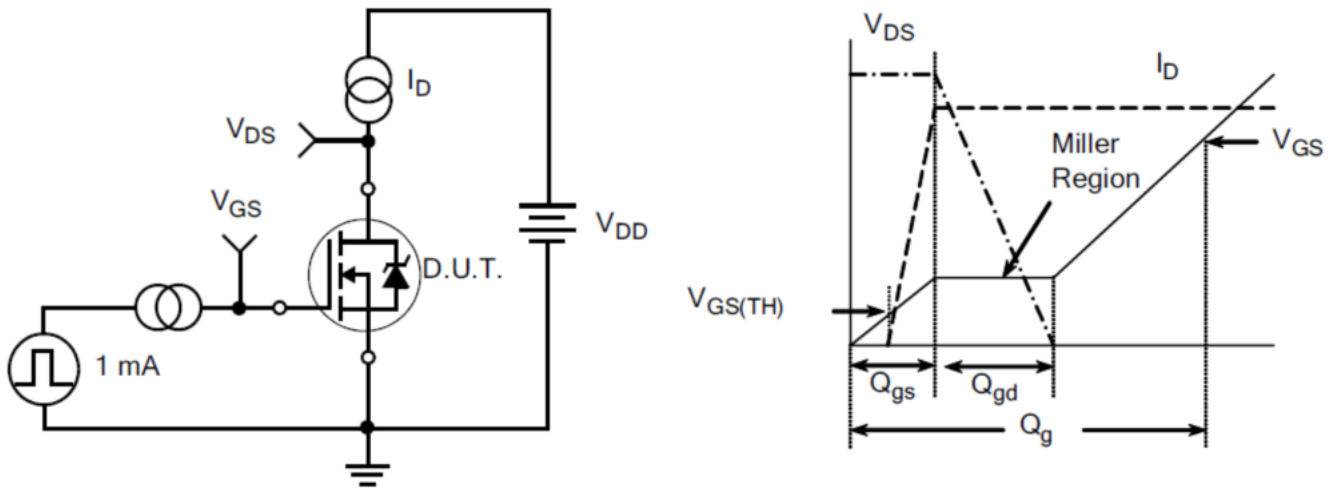 I_D
V_DS
V_GS
D.U.T.
V_DD
1 mA
V_DS
I_D
Miller
Region
V_GS
V_GS(TH)
Q_gs
Q_gd
Q_g